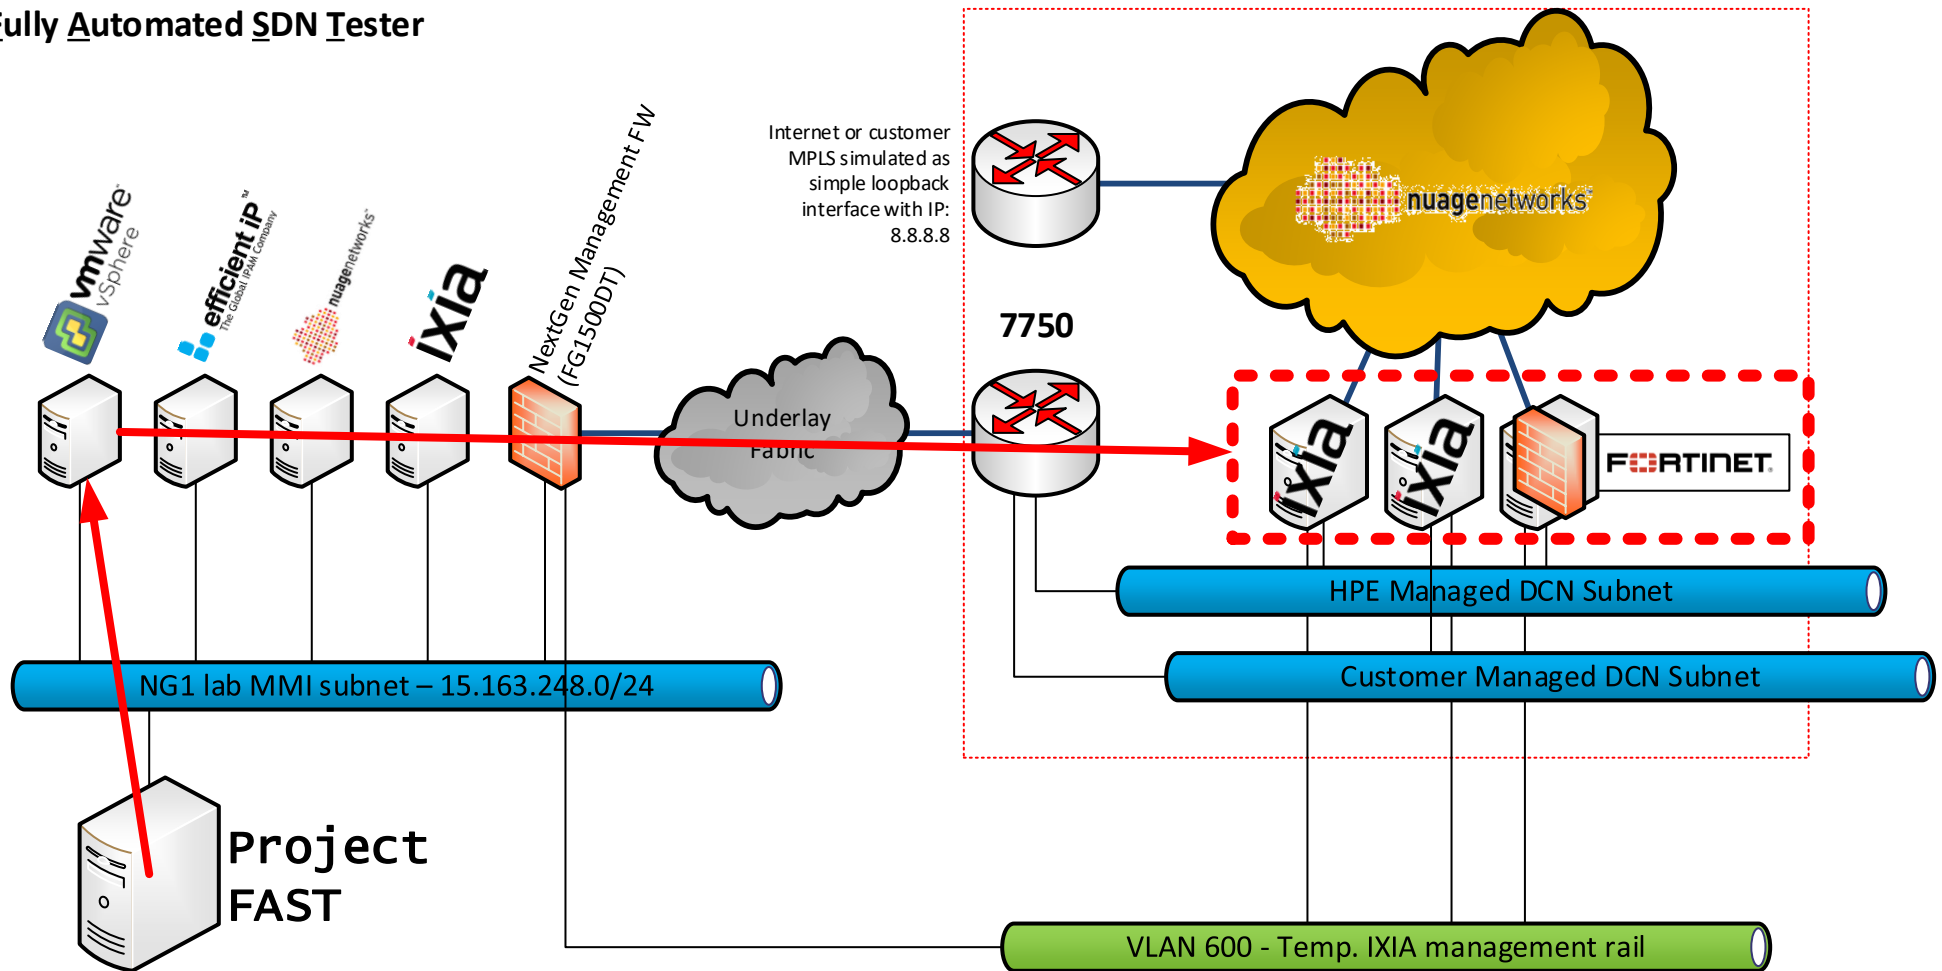 Fully Automated SDN Tester
Internet or customer
MPLS simulated as
simple loopback
interface with IP:
8.8.8.8
nuagenetworks
vmware
vSphere
efficient iP™
The Global IPAM Company
nuagenetworks
ixia
NextGen Management FW
(FG1500DT)
7750
Underlay
Fabric
ixia
ixia
FORTINET
HPE Managed DCN Subnet
NG1 lab MMI subnet – 15.163.248.0/24
Customer Managed DCN Subnet
Project
FAST
VLAN 600 - Temp. IXIA management rail